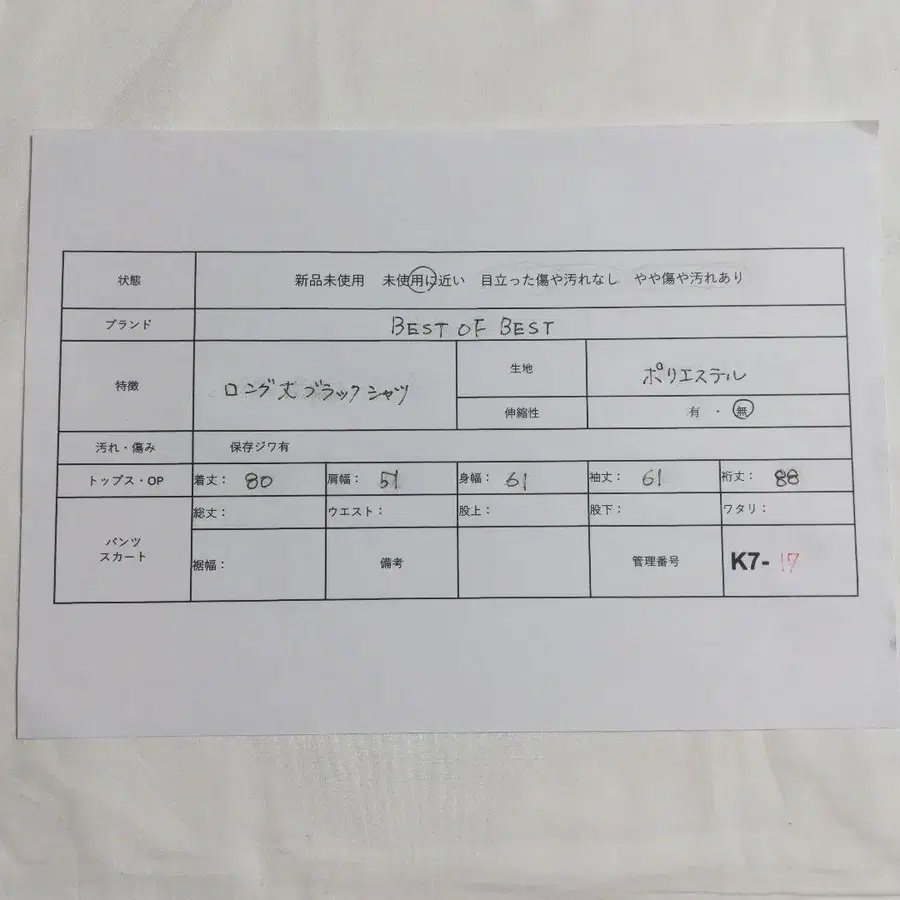 状態 新品未使用 未使用に近い 目立った傷や汚れなし やや傷や汚れあり
ブランド BEST OF BEST
特徴 ロング丈ブラックシャツ 生地 ポリエステル
伸縮性 有 ・ 無
汚れ・傷み 保存ジワ有
トップス・OP 着丈： 80 肩幅： 51 身幅： 61 袖丈： 61 裄丈： 88
パンツ スカート 総丈： ウエスト： 股上： 股下： ワタリ：
裾幅： 備考 管理番号 K7-17